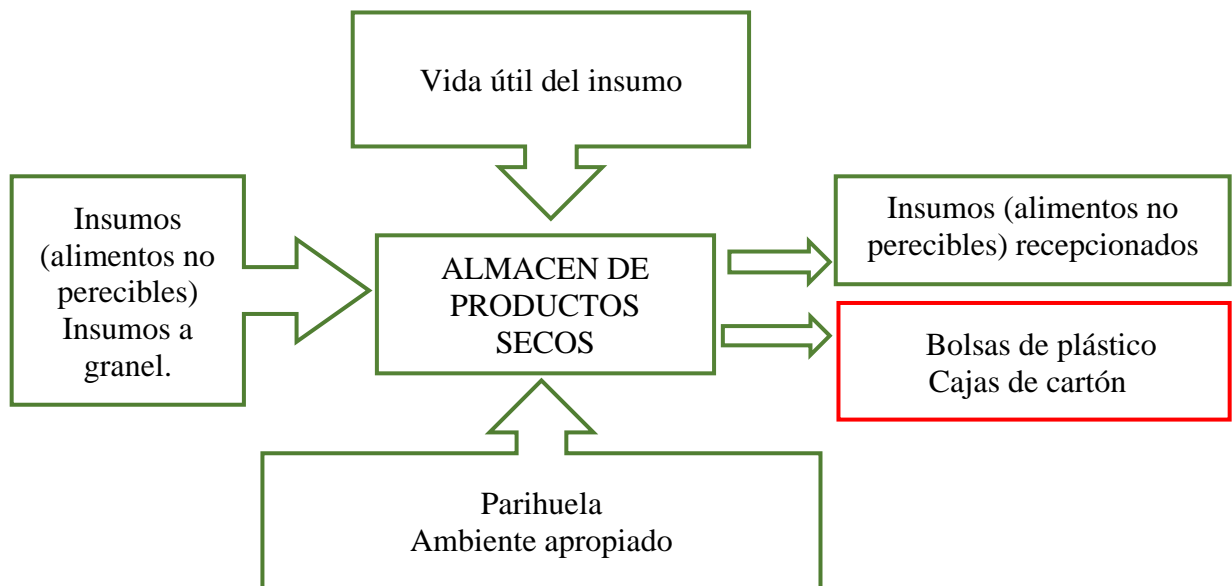 Vida útil del insumo
Insumos
(alimentos no
perecibles)
Insumos a
granel.
ALMACEN DE
PRODUCTOS
SECOS
Insumos (alimentos no
perecibles) recepcionados
Bolsas de plástico
Cajas de cartón
Parihuela
Ambiente apropiado